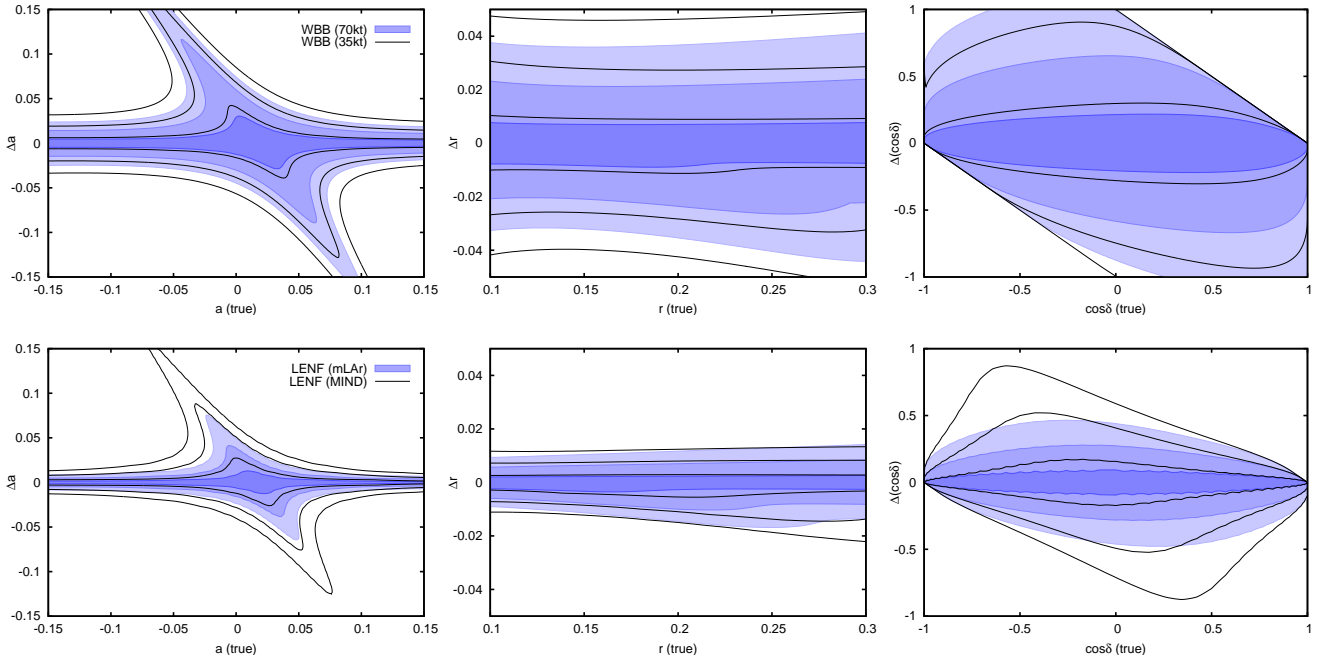 0.15
0.1
0.05
0
-0.05
-0.1
-0.15
Δa
WBB (70kt)
WBB (35kt)
-0.15 -0.1 -0.05 0 0.05 0.1 0.15
a (true)
0.04
0.02
0
-0.02
-0.04
Δr
0.1 0.15 0.2 0.25 0.3
r (true)
1
0.5
0
-0.5
-1
Δ(cosδ)
-1 -0.5 0 0.5 1
cosδ (true)
0.15
0.1
0.05
0
-0.05
-0.1
-0.15
Δa
LENF (mLAr)
LENF (MIND)
-0.15 -0.1 -0.05 0 0.05 0.1 0.15
a (true)
0.04
0.02
0
-0.02
-0.04
Δr
0.1 0.15 0.2 0.25 0.3
r (true)
1
0.5
0
-0.5
-1
Δ(cosδ)
-1 -0.5 0 0.5 1
cosδ (true)